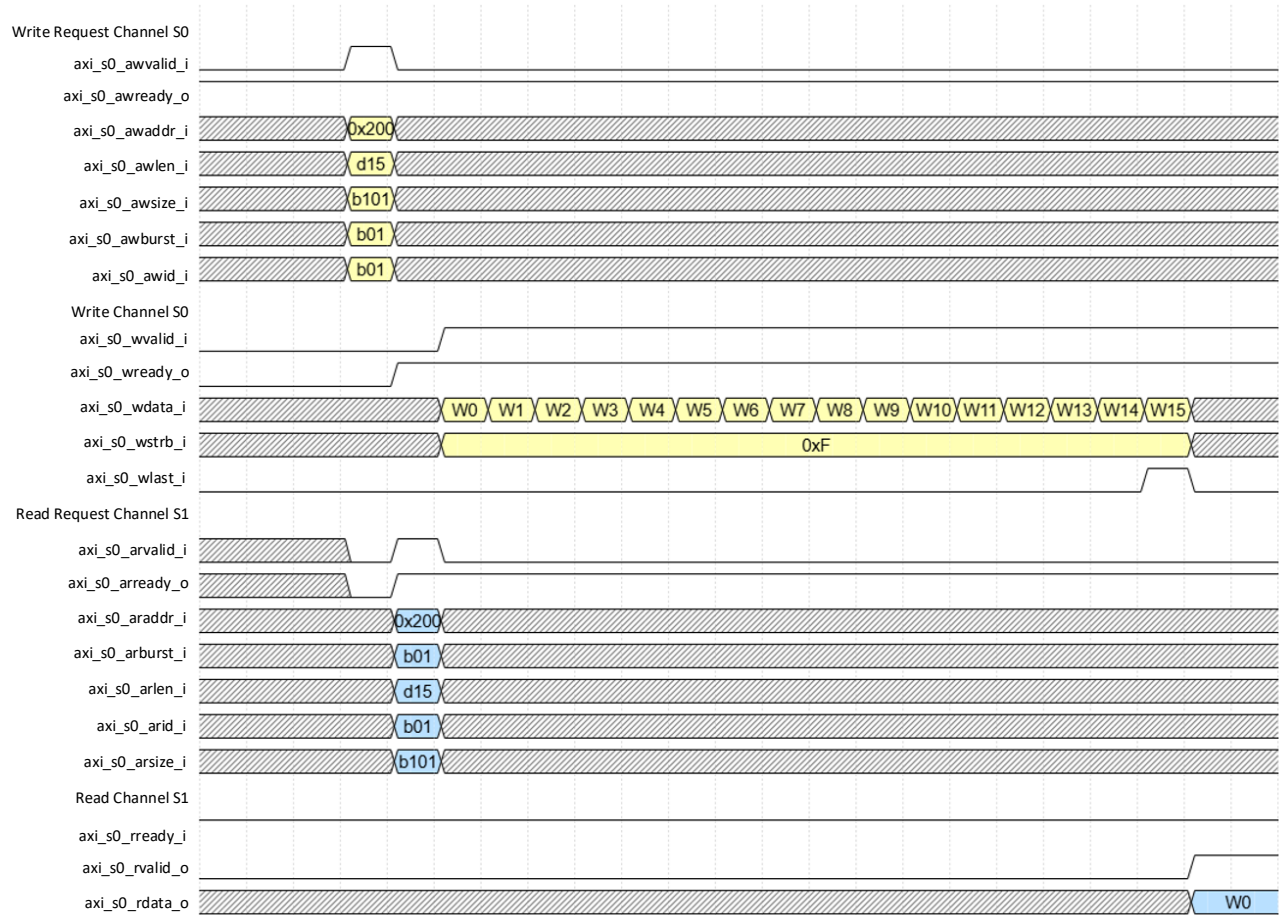 Write Request Channel S0
axi_s0_awvalid_i
axi_s0_awready_o
axi_s0_awaddr_i 0x200
axi_s0_awlen_i d15
axi_s0_awsize_i b101
axi_s0_awburst_i b01
axi_s0_awid_i b01
Write Channel S0
axi_s0_wvalid_i
axi_s0_wready_o
axi_s0_wdata_i W0 W1 W2 W3 W4 W5 W6 W7 W8 W9 W10 W11 W12 W13 W14 W15
axi_s0_wstrb_i 0xF
axi_s0_wlast_i
Read Request Channel S1
axi_s0_arvalid_i
axi_s0_arready_o
axi_s0_araddr_i 0x200
axi_s0_arburst_i b01
axi_s0_arlen_i d15
axi_s0_arid_i b01
axi_s0_arsize_i b101
Read Channel S1
axi_s0_rready_i
axi_s0_rvalid_o
axi_s0_rdata_o W0